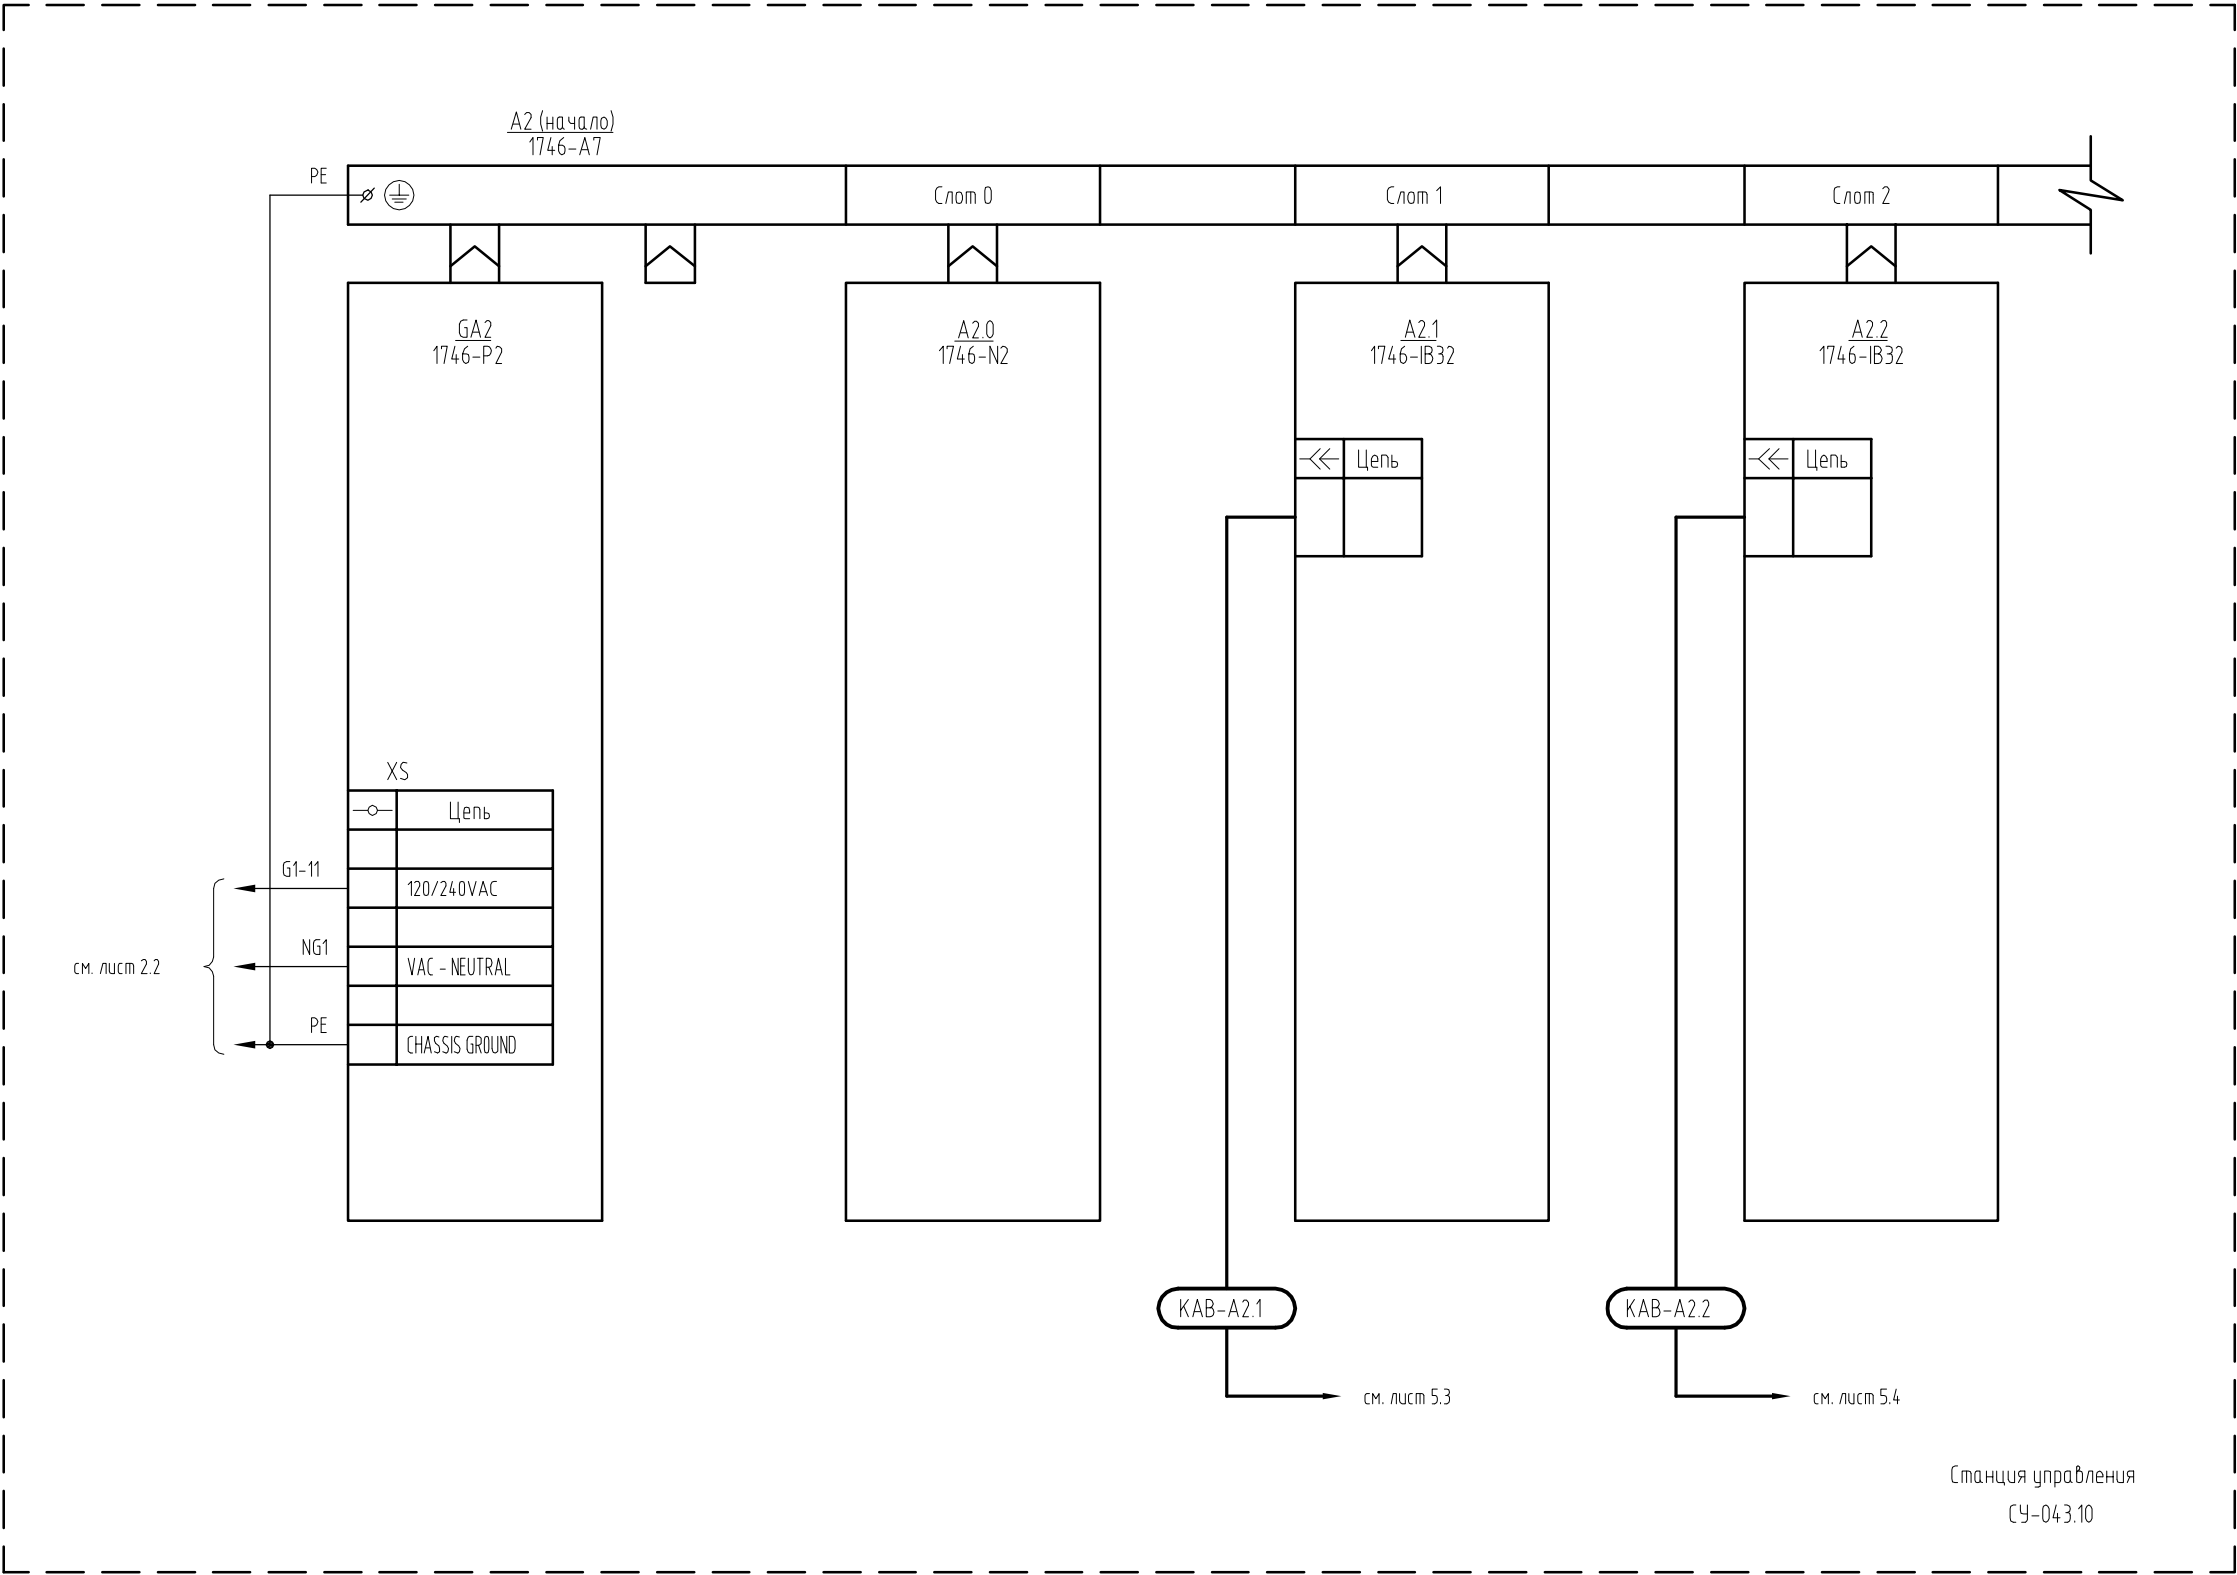 А2 (начало)
1746-A7
PE
Слот 0
Слот 1
Слот 2
GA2
1746-P2
A2.0
1746-N2
A2.1
1746-IB32
A2.2
1746-IB32
Цепь
Цепь
XS
Цепь
G1-11
120/240VAC
NG1
VAC - NEUTRAL
см. лист 2.2
PE
CHASSIS GROUND
КАВ-А2.1
КАВ-А2.2
см. лист 5.3
см. лист 5.4
Станция управления
СУ-043.10